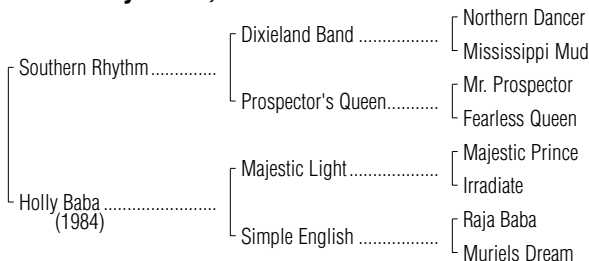 Northern Dancer
Dixieland Band ..................
Mississippi Mud
Southern Rhythm ..............
Mr. Prospector
Prospector's Queen ...........
Fearless Queen
Majestic Prince
Majestic Light ....................
Irradiate
Holly Baba ........................
(1984)
Raja Baba
Simple English ..................
Muriels Dream